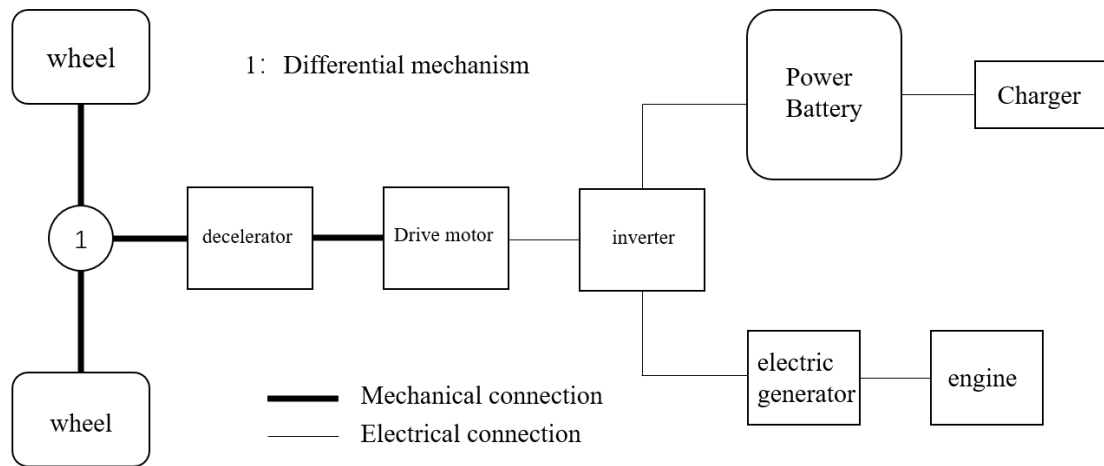 wheel
1： Differential mechanism
Power
Battery
Charger
1
decelerator
Drive motor
inverter
electric
generator
engine
wheel
Mechanical connection
Electrical connection